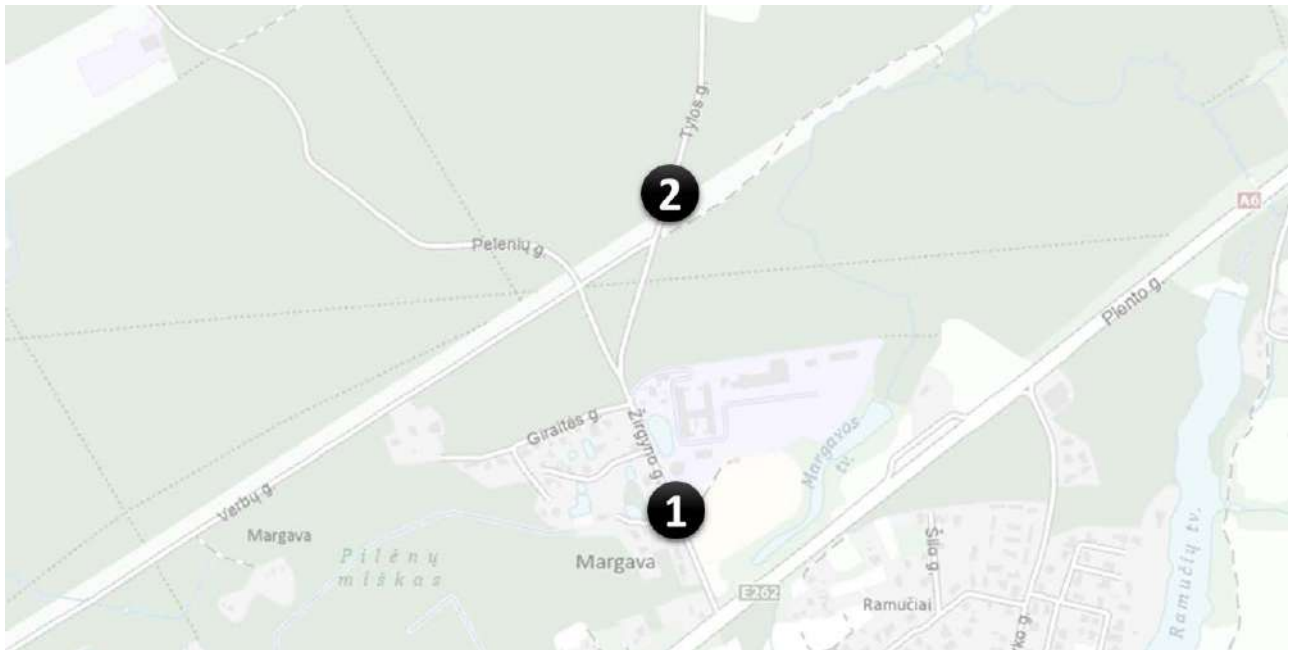 Tylos g.
2
A6
Pelenių g.
Plento g.
Giraitės g.
Žirgyno g.
Margavos
tv.
Verbų g.
1
Margava
Pilėnų
miškas
Margava
Šilo g.
E262
Ramučiai
ko g.
Ramučių tv.